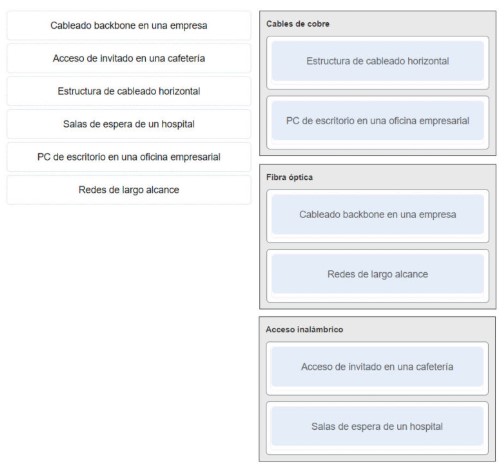 Cableado backbone en una empresa
Acceso de invitado en una cafetería
Estructura de cableado horizontal
Salas de espera de un hospital
PC de escritorio en una oficina empresarial
Redes de largo alcance
Cables de cobre
Estructura de cableado horizontal
PC de escritorio en una oficina empresarial
Fibra óptica
Cableado backbone en una empresa
Redes de largo alcance
Acceso inalámbrico
Acceso de invitado en una cafetería
Salas de espera de un hospital